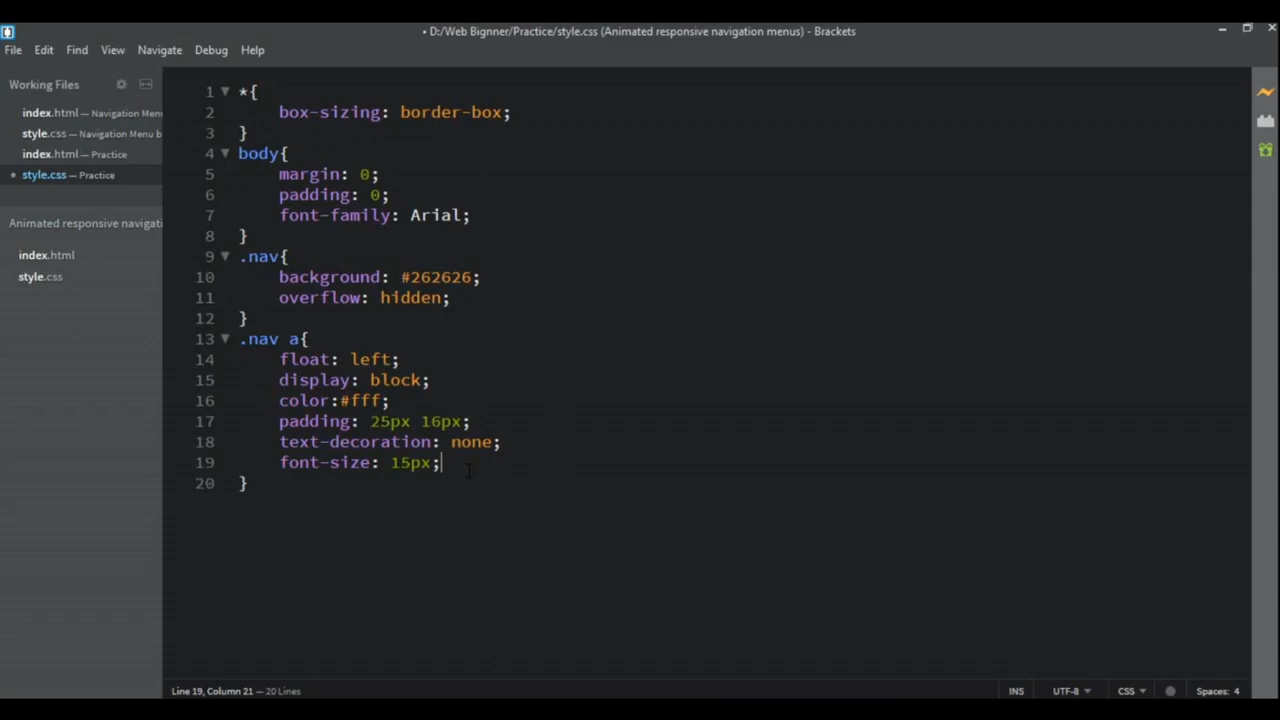 • D:/Web Bignner/Practice/style.css (Animated responsive navigation menus) - Brackets
File Edit Find View Navigate Debug Help
Working Files
index.html — Navigation Menu
style.css — Navigation Menu b
index.html — Practice
• style.css — Practice
Animated responsive navigati
index.html
style.css
1 *{
2 box-sizing: border-box;
3 }
4 body{
5 margin: 0;
6 padding: 0;
7 font-family: Arial;
8 }
9 .nav{
10 background: #262626;
11 overflow: hidden;
12 }
13 .nav a{
14 float: left;
15 display: block;
16 color:#fff;
17 padding: 25px 16px;
18 text-decoration: none;
19 font-size: 15px;
20 }
Line 19, Column 21 — 20 Lines
INS UTF-8 CSS Spaces: 4